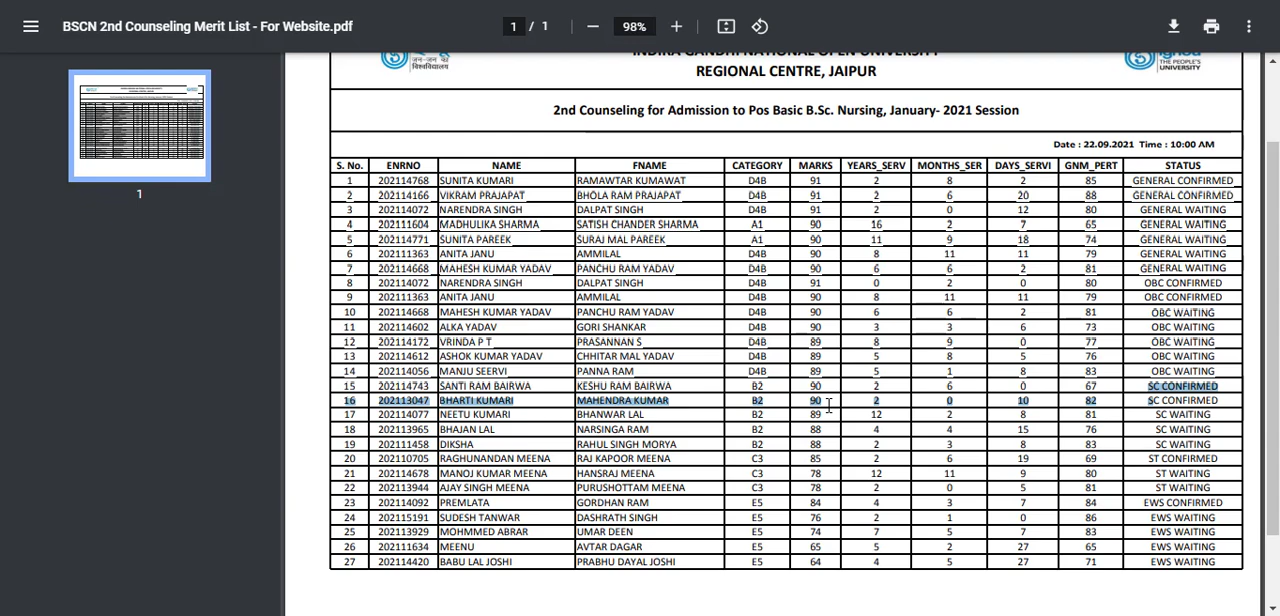 BSCN 2nd Counseling Merit List - For Website.pdf 1 / 1 98%
1
जन-जन का
विश्वविद्यालय
INDIRA GANDHI NATIONAL OPEN UNIVERSITY
REGIONAL CENTRE, JAIPUR
ignou
THE PEOPLE'S
UNIVERSITY
2nd Counseling for Admission to Pos Basic B.Sc. Nursing, January- 2021 Session
Date : 22.09.2021 Time : 10:00 AM
S. No. ENRNO NAME FNAME CATEGORY MARKS YEARS_SERV MONTHS_SER DAYS_SERVI GNM_PERT STATUS
1 202114768 SUNITA KUMARI RAMAWTAR KUMAWAT D4B 91 2 8 2 85 GENERAL CONFIRMED
2 202114166 VIKRAM PRAJAPAT BHOLA RAM PRAJAPAT D4B 91 2 6 20 88 GENERAL CONFIRMED
3 202114072 NARENDRA SINGH DALPAT SINGH D4B 91 2 0 12 80 GENERAL WAITING
4 202111604 MADHULIKA SHARMA SATISH CHANDER SHARMA A1 90 16 2 7 65 GENERAL WAITING
5 202114771 SUNITA PAREEK SURAJ MAL PAREEK A1 90 11 9 18 74 GENERAL WAITING
6 202111363 ANITA JANU AMMILAL D4B 90 8 11 11 79 GENERAL WAITING
7 202114668 MAHESH KUMAR YADAV PANCHU RAM YADAV D4B 90 6 6 2 81 GENERAL WAITING
8 202114072 NARENDRA SINGH DALPAT SINGH D4B 91 0 2 0 80 OBC CONFIRMED
9 202111363 ANITA JANU AMMILAL D4B 90 8 11 11 79 OBC CONFIRMED
10 202114668 MAHESH KUMAR YADAV PANCHU RAM YADAV D4B 90 6 6 2 81 OBC WAITING
11 202114602 ALKA YADAV GORI SHANKAR D4B 90 3 3 6 73 OBC WAITING
12 202114172 VRINDA P T PRASANNAN S D4B 89 8 9 0 77 OBC WAITING
13 202114612 ASHOK KUMAR YADAV CHHITAR MAL YADAV D4B 89 5 8 5 76 OBC WAITING
14 202114056 MANJU SEERVI PANNA RAM D4B 89 5 1 8 83 OBC WAITING
15 202114743 SANTI RAM BAIRWA KESHU RAM BAIRWA B2 90 2 6 0 67 SC CONFIRMED
16 202113047 BHARTI KUMARI MAHENDRA KUMAR B2 90 2 0 10 82 SC CONFIRMED
17 202114077 NEETU KUMARI BHANWAR LAL B2 89 12 2 8 81 SC WAITING
18 202113965 BHAJAN LAL NARSINGA RAM B2 88 4 4 15 76 SC WAITING
19 202111458 DIKSHA RAHUL SINGH MORYA B2 88 2 3 8 83 SC WAITING
20 202110705 RAGHUNANDAN MEENA RAJ KAPOOR MEENA C3 85 2 6 19 69 ST CONFIRMED
21 202114678 MANOJ KUMAR MEENA HANSRAJ MEENA C3 78 12 11 9 80 ST WAITING
22 202113944 AJAY SINGH MEENA PURUSHOTTAM MEENA C3 78 2 0 5 81 ST WAITING
23 202114092 PREMLATA GORDHAN RAM E5 84 4 3 7 84 EWS CONFIRMED
24 202115191 SUDESH TANWAR DASHRATH SINGH E5 76 2 1 0 86 EWS WAITING
25 202113929 MOHMMED ABRAR UMAR DEEN E5 74 7 5 7 83 EWS WAITING
26 202111634 MEENU AVTAR DAGAR E5 65 5 2 27 65 EWS WAITING
27 202114420 BABU LAL JOSHI PRABHU DAYAL JOSHI E5 64 4 5 27 71 EWS WAITING